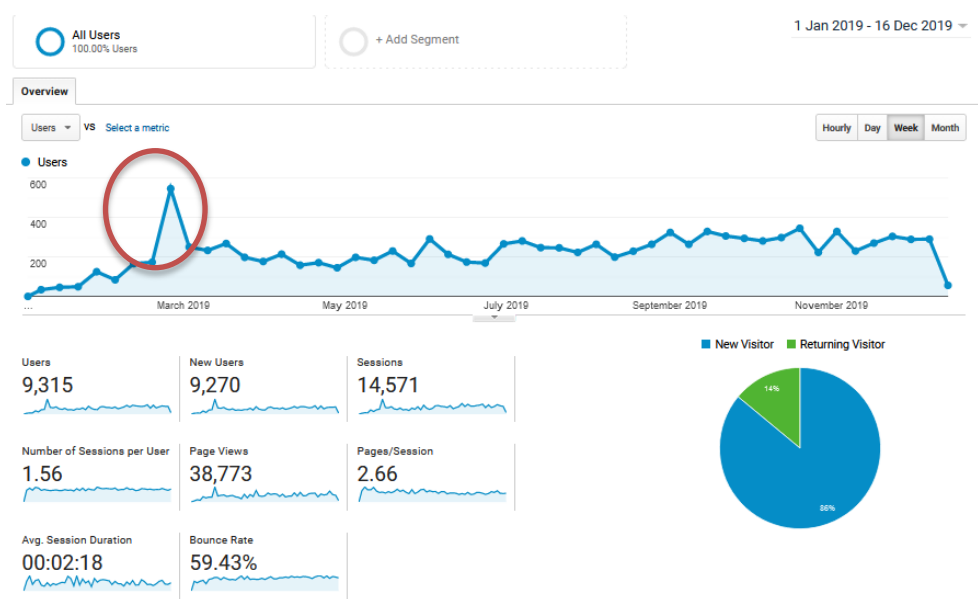 All Users
100.00% Users
+ Add Segment
1 Jan 2019 - 16 Dec 2019
Overview
Users
VS
Select a metric
Hourly
Day
Week
Month
Users
600
400
200
...
March 2019
May 2019
July 2019
September 2019
November 2019
New Visitor
Returning Visitor
Users
New Users
Sessions
9,315
9,270
14,571
14%
Number of Sessions per User
Page Views
Pages/Session
1.56
38,773
2.66
86%
Avg. Session Duration
Bounce Rate
00:02:18
59.43%